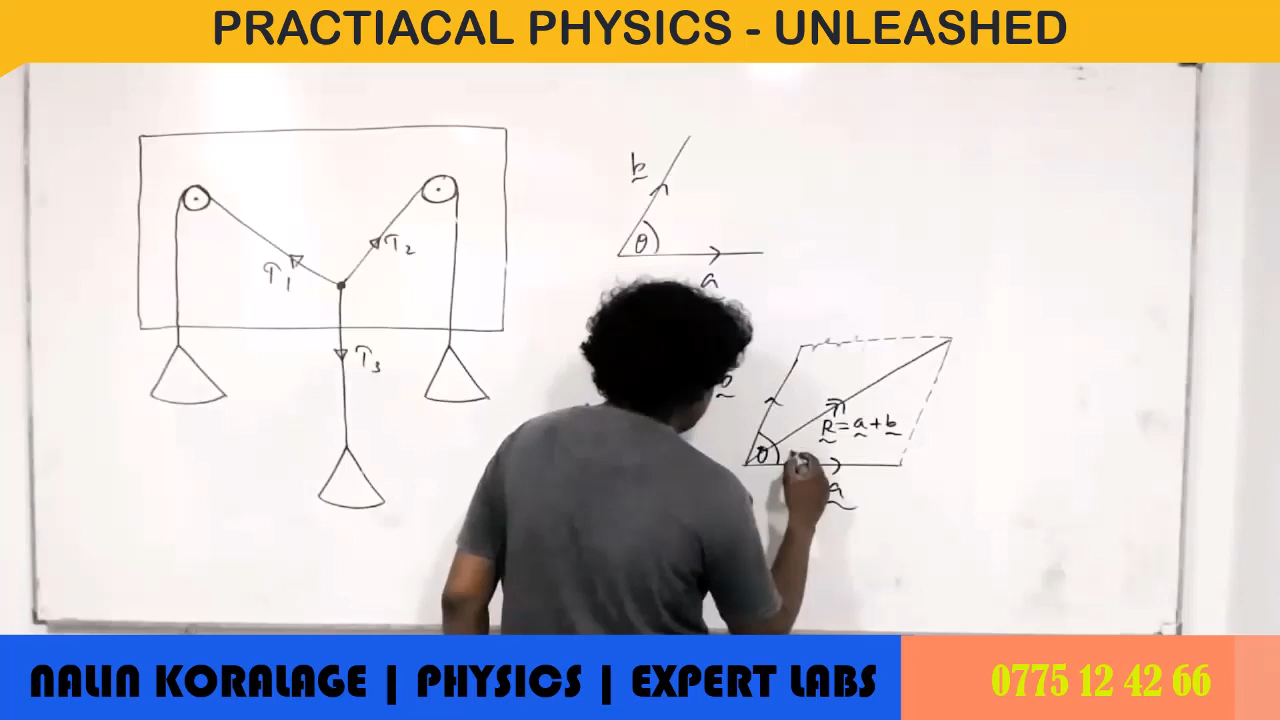 PRACTIACAL PHYSICS - UNLEASHED
T1
T2
T3
b
θ
a
b
R = a + b
θ
a
NALIN KORALAGE | PHYSICS | EXPERT LABS
0775 12 42 66